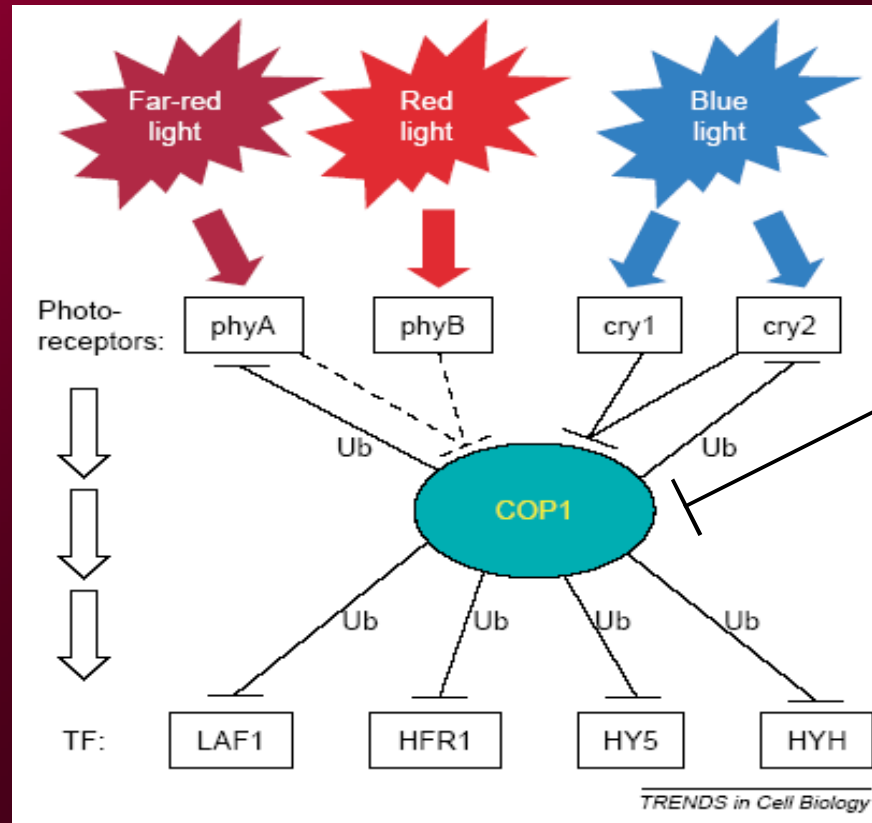 Far-red
light
Red
light
Blue
light
Photo-
receptors:
phyA
phyB
cry1
cry2
Ub
Ub
COP1
Ub
Ub
Ub
Ub
TF:
LAF1
HFR1
HY5
HYH
TRENDS in Cell Biology